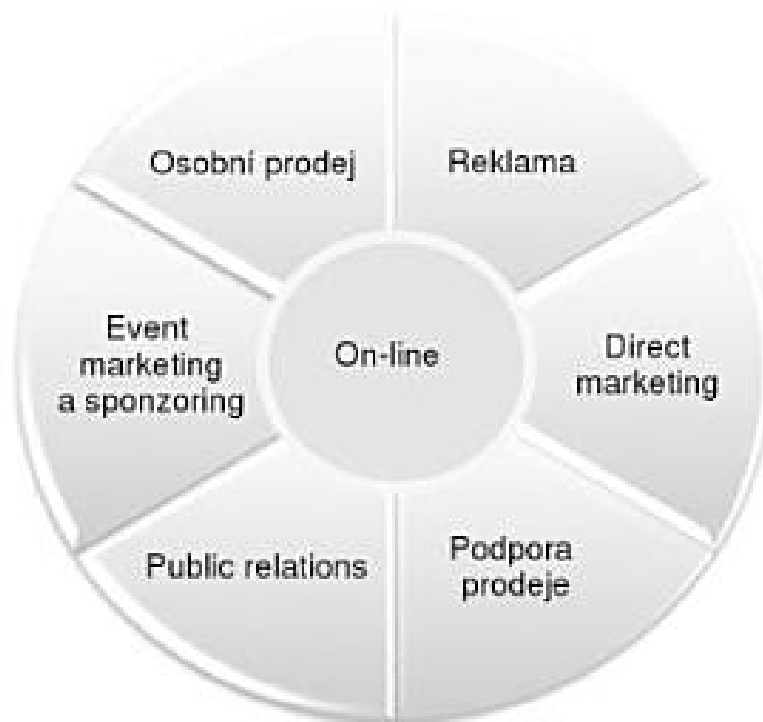 Osobní prodej
Reklama
Event
marketing
a sponzoring
On-line
Direct
marketing
Public relations
Podpora
prodeje